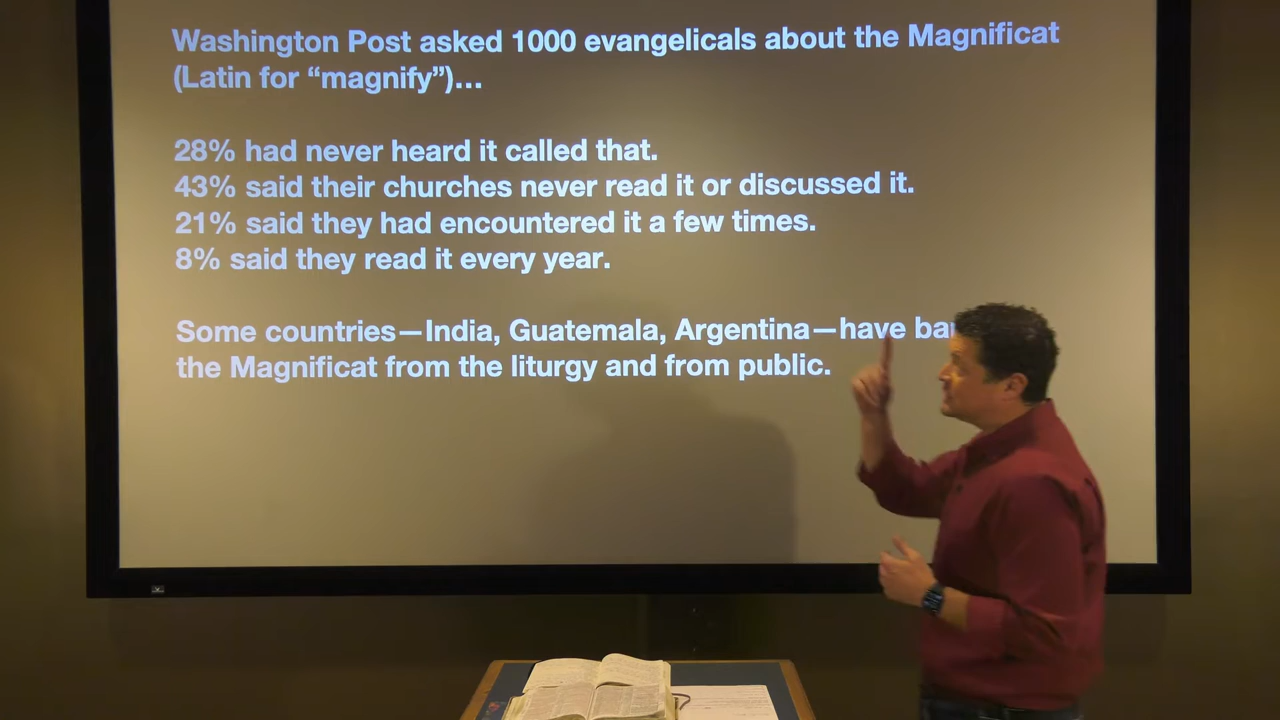 Washington Post asked 1000 evangelicals about the Magnificat
(Latin for “magnify”)...
28% had never heard it called that.
43% said their churches never read it or discussed it.
21% said they had encountered it a few times.
8% said they read it every year.
Some countries—India, Guatemala, Argentina—have
the Magnificat from the liturgy and from public.